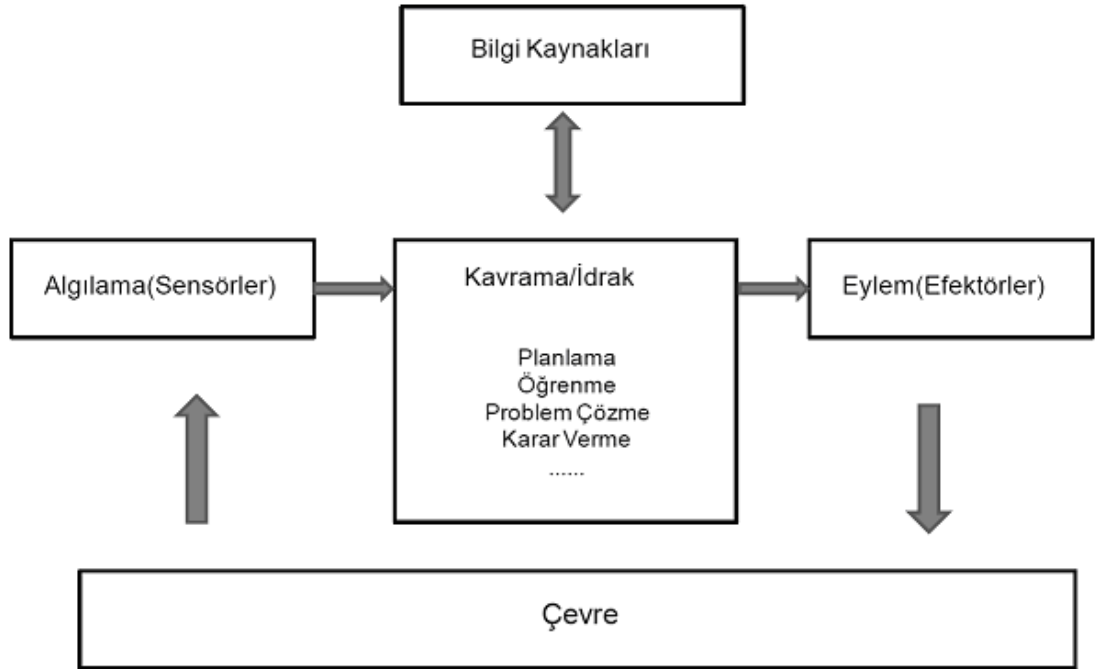 Bilgi Kaynakları
Algılama(Sensörler)
Kavrama/İdrak
Planlama
Öğrenme
Problem Çözme
Karar Verme
......
Eylem(Efektörler)
Çevre